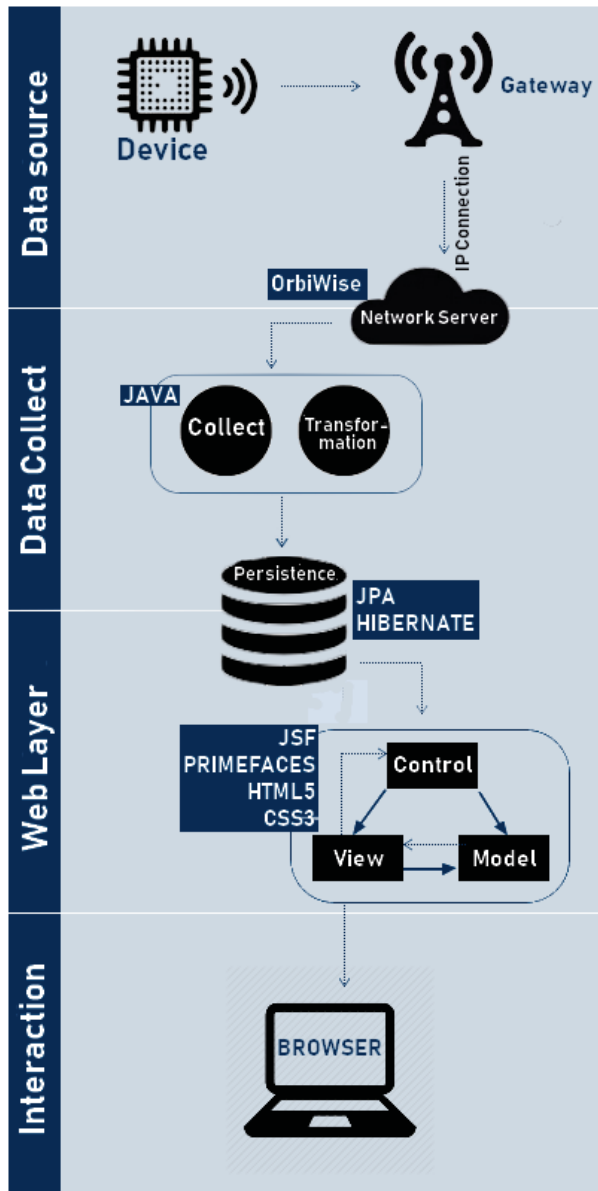 Data source
Device
Gateway
IP Connection
OrbiWise
Network Server
Data Collect
JAVA
Collect
Transfor-
mation
Persistence
JPA
HIBERNATE
Web Layer
JSF
PRIMEFACES
HTML5
CSS3
Control
View
Model
Interaction
BROWSER